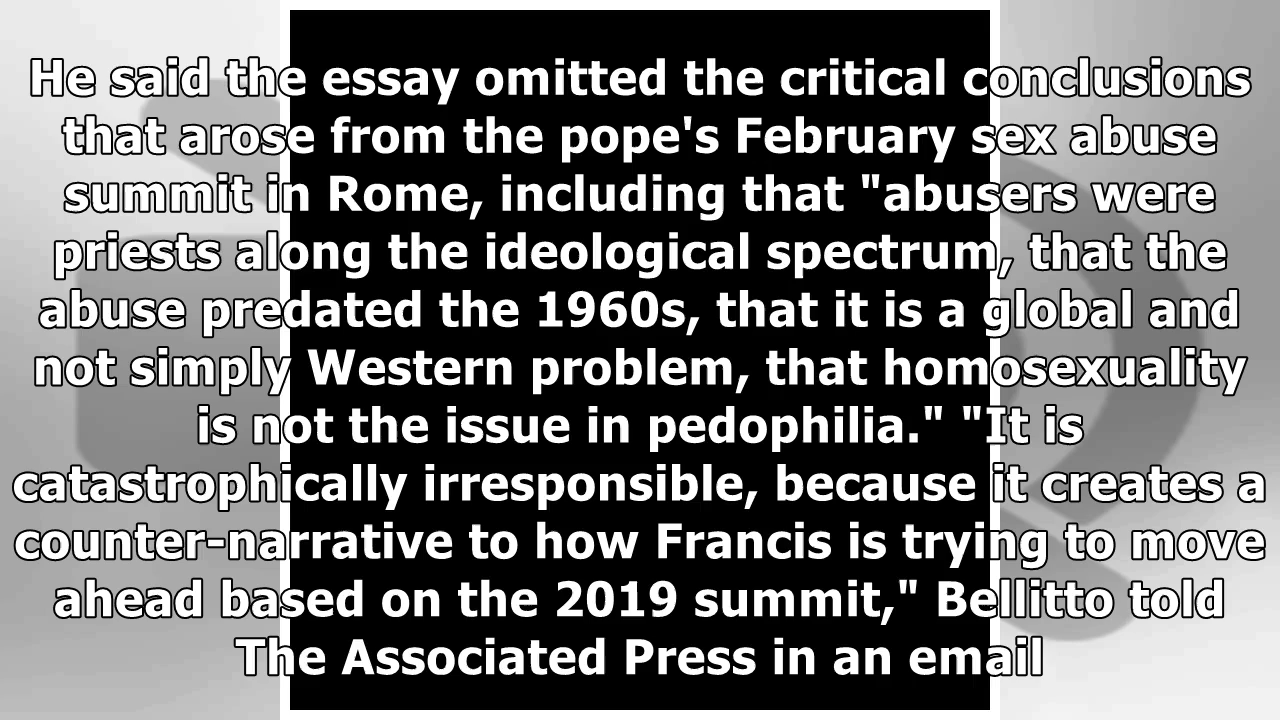 He said the essay omitted the critical conclusions
that arose from the pope's February sex abuse
summit in Rome, including that "abusers were
priests along the ideological spectrum, that the
abuse predated the 1960s, that it is a global and
not simply Western problem, that homosexuality
is not the issue in pedophilia." "It is
catastrophically irresponsible, because it creates a
counter-narrative to how Francis is trying to move
ahead based on the 2019 summit," Bellitto told
The Associated Press in an email